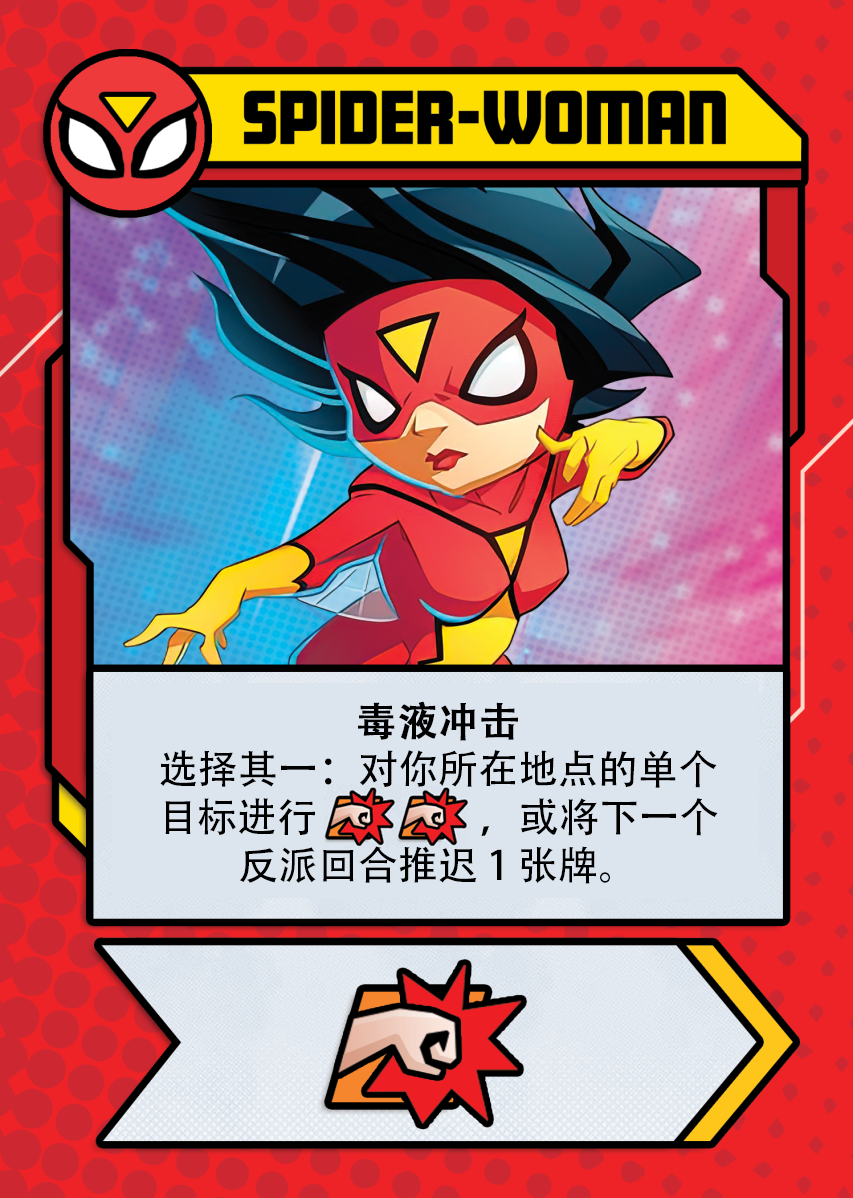 SPIDER-WOMAN
毒液冲击
选择其一：对你所在地点的单个
目标进行，或将下一个
反派回合推迟 1 张牌。